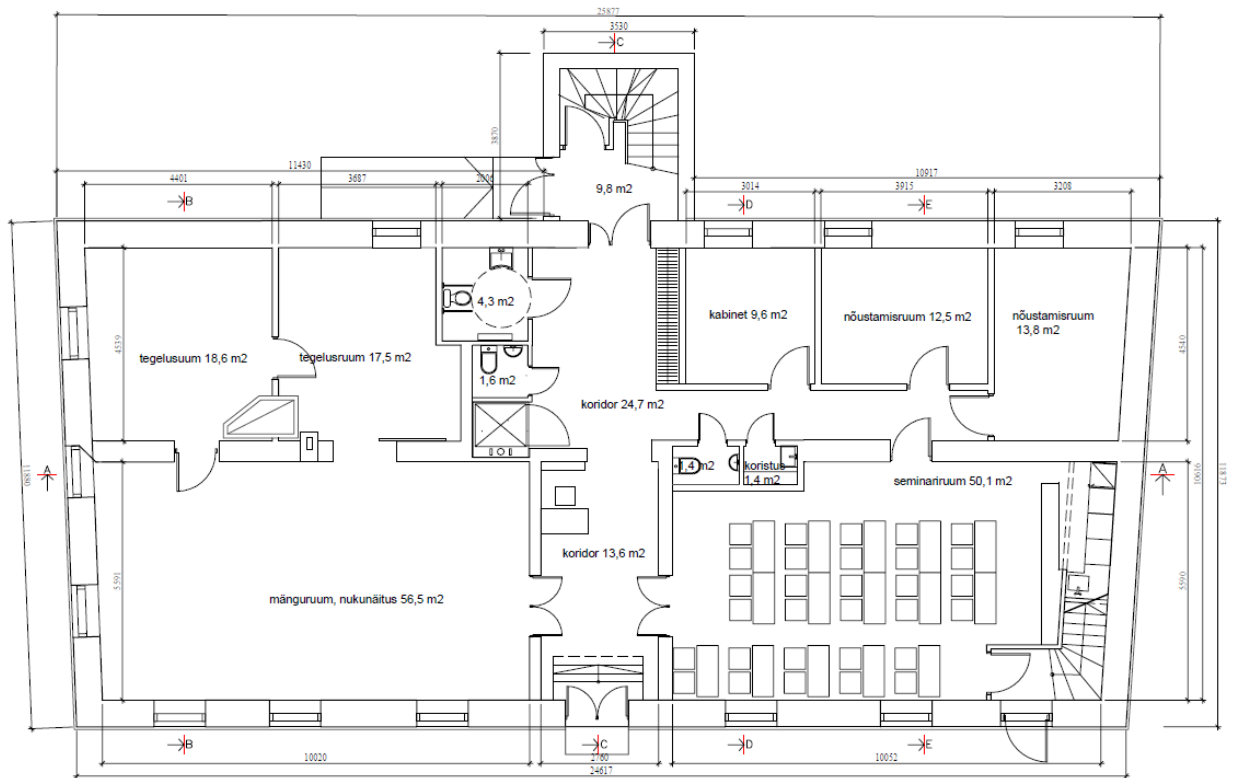 25877
3530
C
3870
11430
10917
4401
B
3687
2006
9,8 m2
3014
D
3915
E
3208
4539
4,3 m2
kabinet 9,6 m2
nõustamisruum 12,5 m2
nõustamisruum
13,8 m2
4540
tegelusuum 18,6 m2
tegelusruum 17,5 m2
1,6 m2
koridor 24,7 m2
A
10880
1,4 m2
koristus
1,4 m2
seminariruum 50,1 m2
A
10616
11873
koridor 13,6 m2
5591
mänguruum, nukunäitus 56,5 m2
5590
B
C
D
E
10020
2760
10052
24617